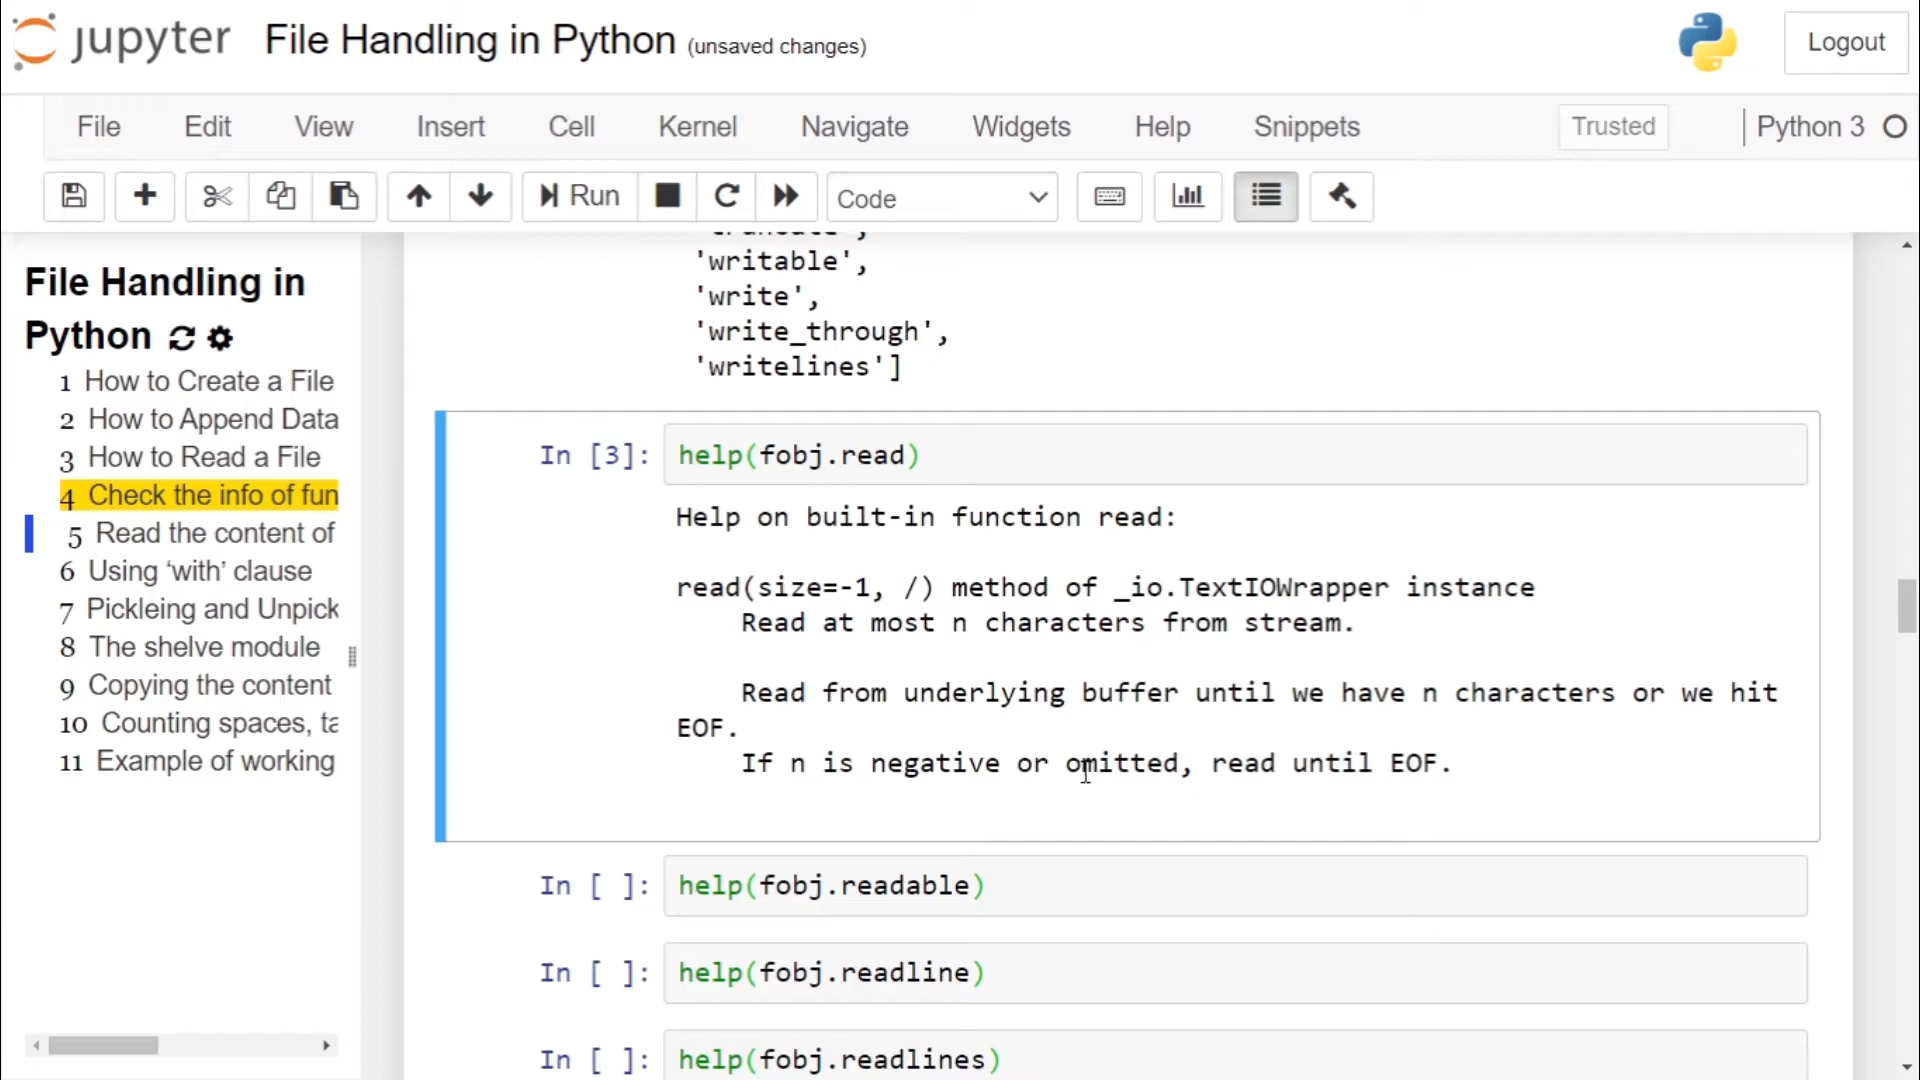 jupyter File Handling in Python (unsaved changes) Logout
File Edit View Insert Cell Kernel Navigate Widgets Help Snippets Trusted Python 3
Run Code
File Handling in
Python
1 How to Create a File
2 How to Append Data
3 How to Read a File
4 Check the info of fun
5 Read the content of
6 Using ‘with’ clause
7 Pickleing and Unpick
8 The shelve module
9 Copying the content
10 Counting spaces, ta
11 Example of working
'truncate',
'writable',
'write',
'write_through',
'writelines']
In [3]: help(fobj.read)
Help on built-in function read:
read(size=-1, /) method of _io.TextIOWrapper instance
Read at most n characters from stream.
Read from underlying buffer until we have n characters or we hit
EOF.
If n is negative or omitted, read until EOF.
In [ ]: help(fobj.readable)
In [ ]: help(fobj.readline)
In [ ]: help(fobj.readlines)